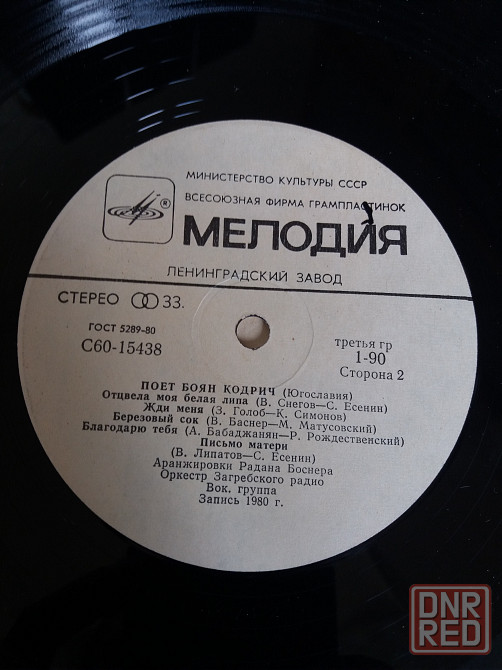 МИНИСТЕРСТВО КУЛЬТУРЫ СССР
ВСЕСОЮЗНАЯ ФИРМА ГРАМПЛАСТИНОК
®
МЕЛОДИЯ
ЛЕНИНГРАДСКИЙ ЗАВОД
СТЕРЕО 33.
ГОСТ 5289-80
С60-15438
третья гр
1-90
Сторона 2
ПОЕТ БОЯН КОДРИЧ (Югославия)
Отцвела моя белая липа (В. Снегов—С. Есенин)
Жди меня (З. Голоб—К. Симонов)
Березовый сок (В. Баснер—М. Матусовский)
Благодарю тебя (А. Бабаджанян—Р. Рождественский)
Письмо матери
(В. Липатов—С. Есенин)
Аранжировки Радана Боснера
Оркестр Загребского радио
Вок. группа
Запись 1980 г.
DNR
RED